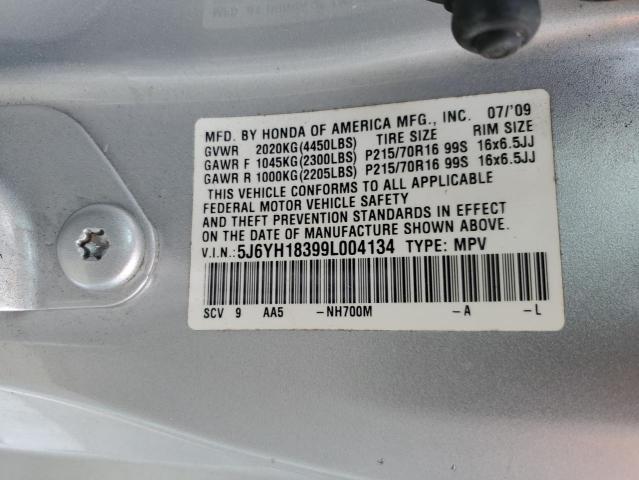 MFD. BY HONDA OF AMERICA MFG., INC. 07/'09
GVWR 2020KG(4450LBS) TIRE SIZE RIM SIZE
GAWR F 1045KG(2300LBS) P215/70R16 99S 16x6.5JJ
GAWR R 1000KG(2205LBS) P215/70R16 99S 16x6.5JJ
THIS VEHICLE CONFORMS TO ALL APPLICABLE
FEDERAL MOTOR VEHICLE SAFETY
AND THEFT PREVENTION STANDARDS IN EFFECT
ON THE DATE OF MANUFACTURE SHOWN ABOVE.
V.I.N.: 5J6YH18399L004134 TYPE: MPV
SCV 9 AA5 -NH700M -A -L